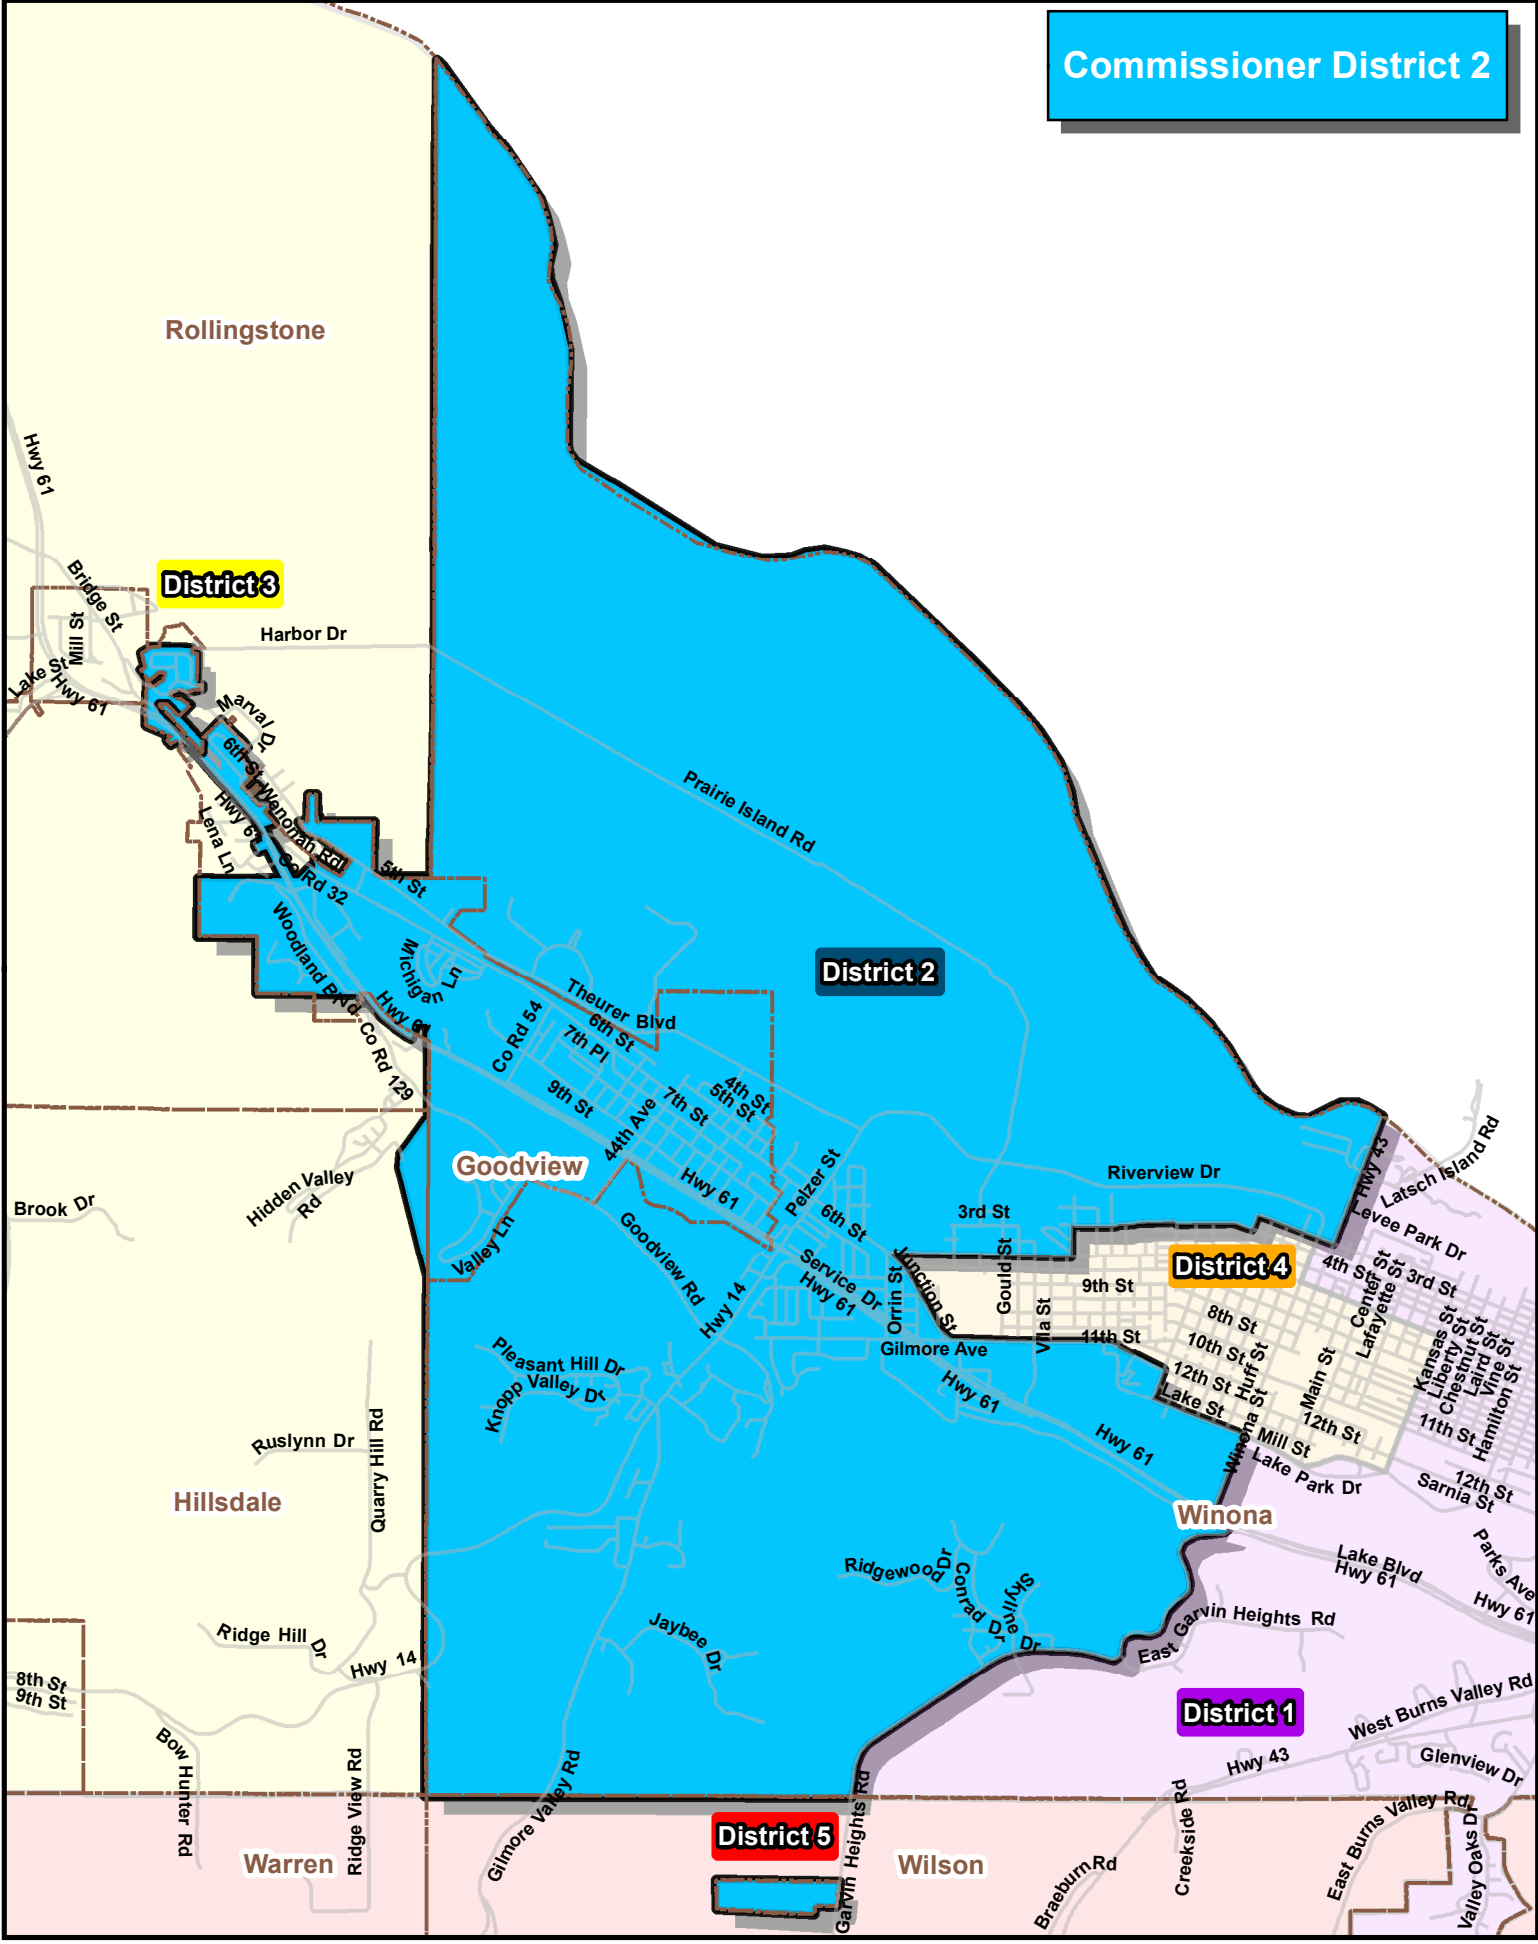 Commissioner District 2
Rollingstone
Hwy 61
District 3
Bridge St
Mill St
Harbor Dr
Lake St
Hwy 61
Marval Dr
6th St
Wenonah Rd
Hwy 61
Lena Ln
Co Rd 32
5th St
Prairie Island Rd
District 2
Woodland Blvd
Michigan Ln
Hwy 61
Theurer Blvd
6th St
7th Pl
Co Rd 54
Co Rd 129
9th St
4th St
5th St
7th St
44th Ave
Goodview
Hwy 61
Pelzer St
Riverview Dr
Hwy 43
Latsch Island Rd
Levee Park Dr
Hidden Valley
Rd
Brook Dr
Valley Ln
Goodview Rd
6th St
3rd St
Service Dr
Hwy 61
Orrin St
Junction St
Gould St
District 4
9th St
4th St
3rd St
Center St
Lafayette St
Hwy 14
Vila St
11th St
8th St
10th St
12th St
Huff St
Main St
Gilmore Ave
Kansas St
Liberty St
Chestnut St
Laird St
Vine St
Hamilton St
Pleasant Hill Dr
Knopp Valley Dr
Hwy 61
Lake St
Winona St
Mill St
12th St
11th St
Hwy 61
Lake Park Dr
12th St
Sarnia St
Ruslynn Dr
Quarry Hill Rd
Hillsdale
Winona
Lake Blvd
Hwy 61
Parks Ave
Hwy 61
Ridgewood Dr
Conrad Dr
Skyline Dr
Jaybee Dr
East Garvin Heights Rd
Ridge Hill Dr
Hwy 14
8th St
9th St
District 1
West Burns Valley Rd
Hwy 43
Glenview Dr
Bow Hunter Rd
Ridge View Rd
Gilmore Valley Rd
District 5
Garvin Heights Rd
Warren
Wilson
Braeburn Rd
Creekside Rd
East Burns Valley Rd
Valley Oaks Dr